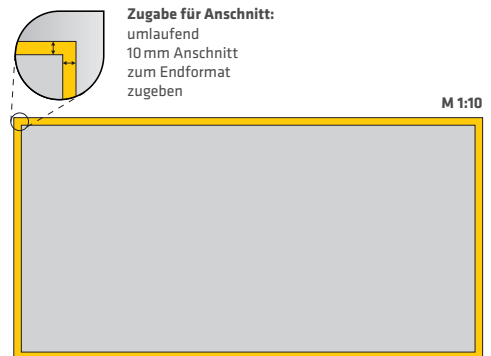 Zugabe für Anschnitt:
umlaufend
10 mm Anschnitt
zum Endformat
zugeben
M 1:10